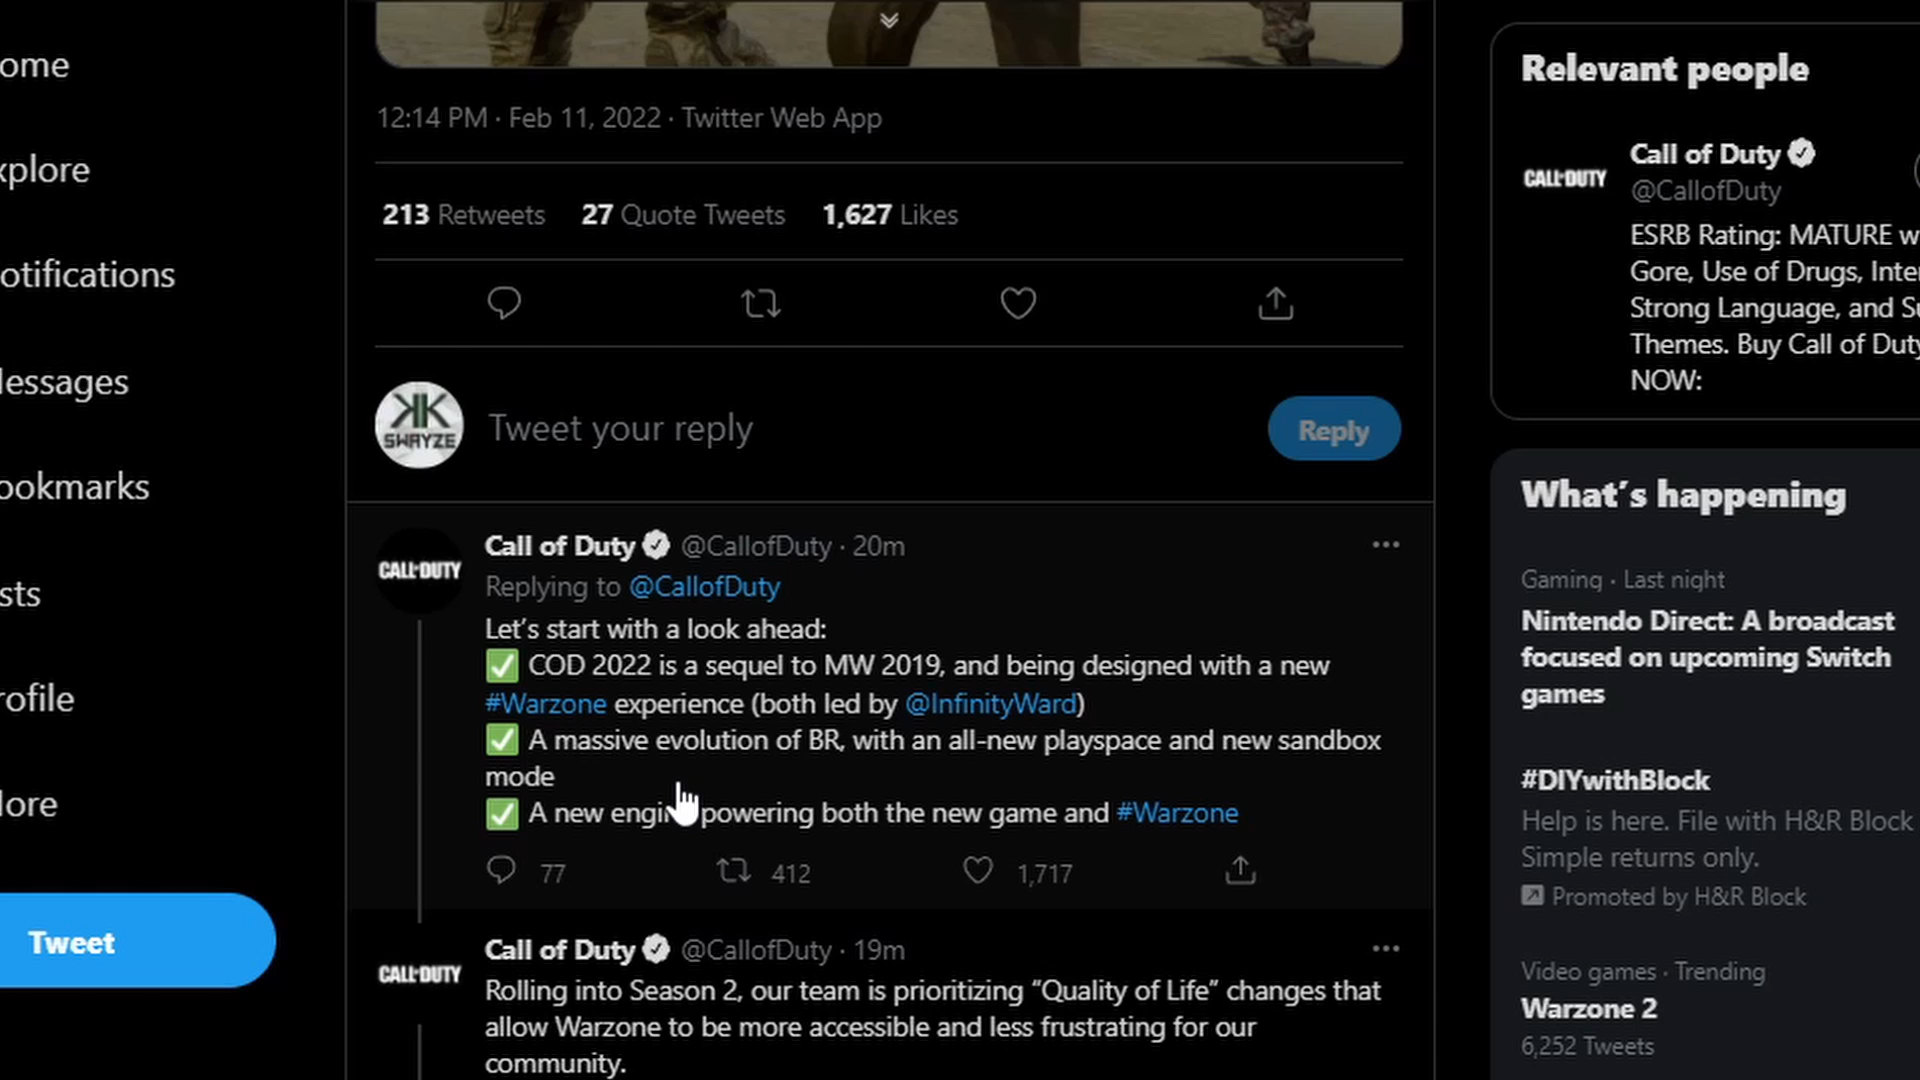 ome
xplore
otifications
lessages
ookmarks
sts
rofile
lore
Tweet
12:14 PM · Feb 11, 2022 · Twitter Web App
213 Retweets 27 Quote Tweets 1,627 Likes
SWAYZE
Tweet your reply
Reply
CALL OF DUTY
Call of Duty @CallofDuty · 20m
Replying to @CallofDuty
Let's start with a look ahead:
✅ COD 2022 is a sequel to MW 2019, and being designed with a new
#Warzone experience (both led by @InfinityWard)
✅ A massive evolution of BR, with an all-new playspace and new sandbox
mode
✅ A new engin powering both the new game and #Warzone
77 412 1,717
CALL OF DUTY
Call of Duty @CallofDuty · 19m
Rolling into Season 2, our team is prioritizing “Quality of Life” changes that
allow Warzone to be more accessible and less frustrating for our
community.
Relevant people
CALL OF DUTY
Call of Duty
@CallofDuty
ESRB Rating: MATURE w
Gore, Use of Drugs, Inte
Strong Language, and Su
Themes. Buy Call of Duty
NOW:
What's happening
Gaming · Last night
Nintendo Direct: A broadcast
focused on upcoming Switch
games
#DIYwithBlock
Help is here. File with H&R Block
Simple returns only.
Promoted by H&R Block
Video games · Trending
Warzone 2
6,252 Tweets